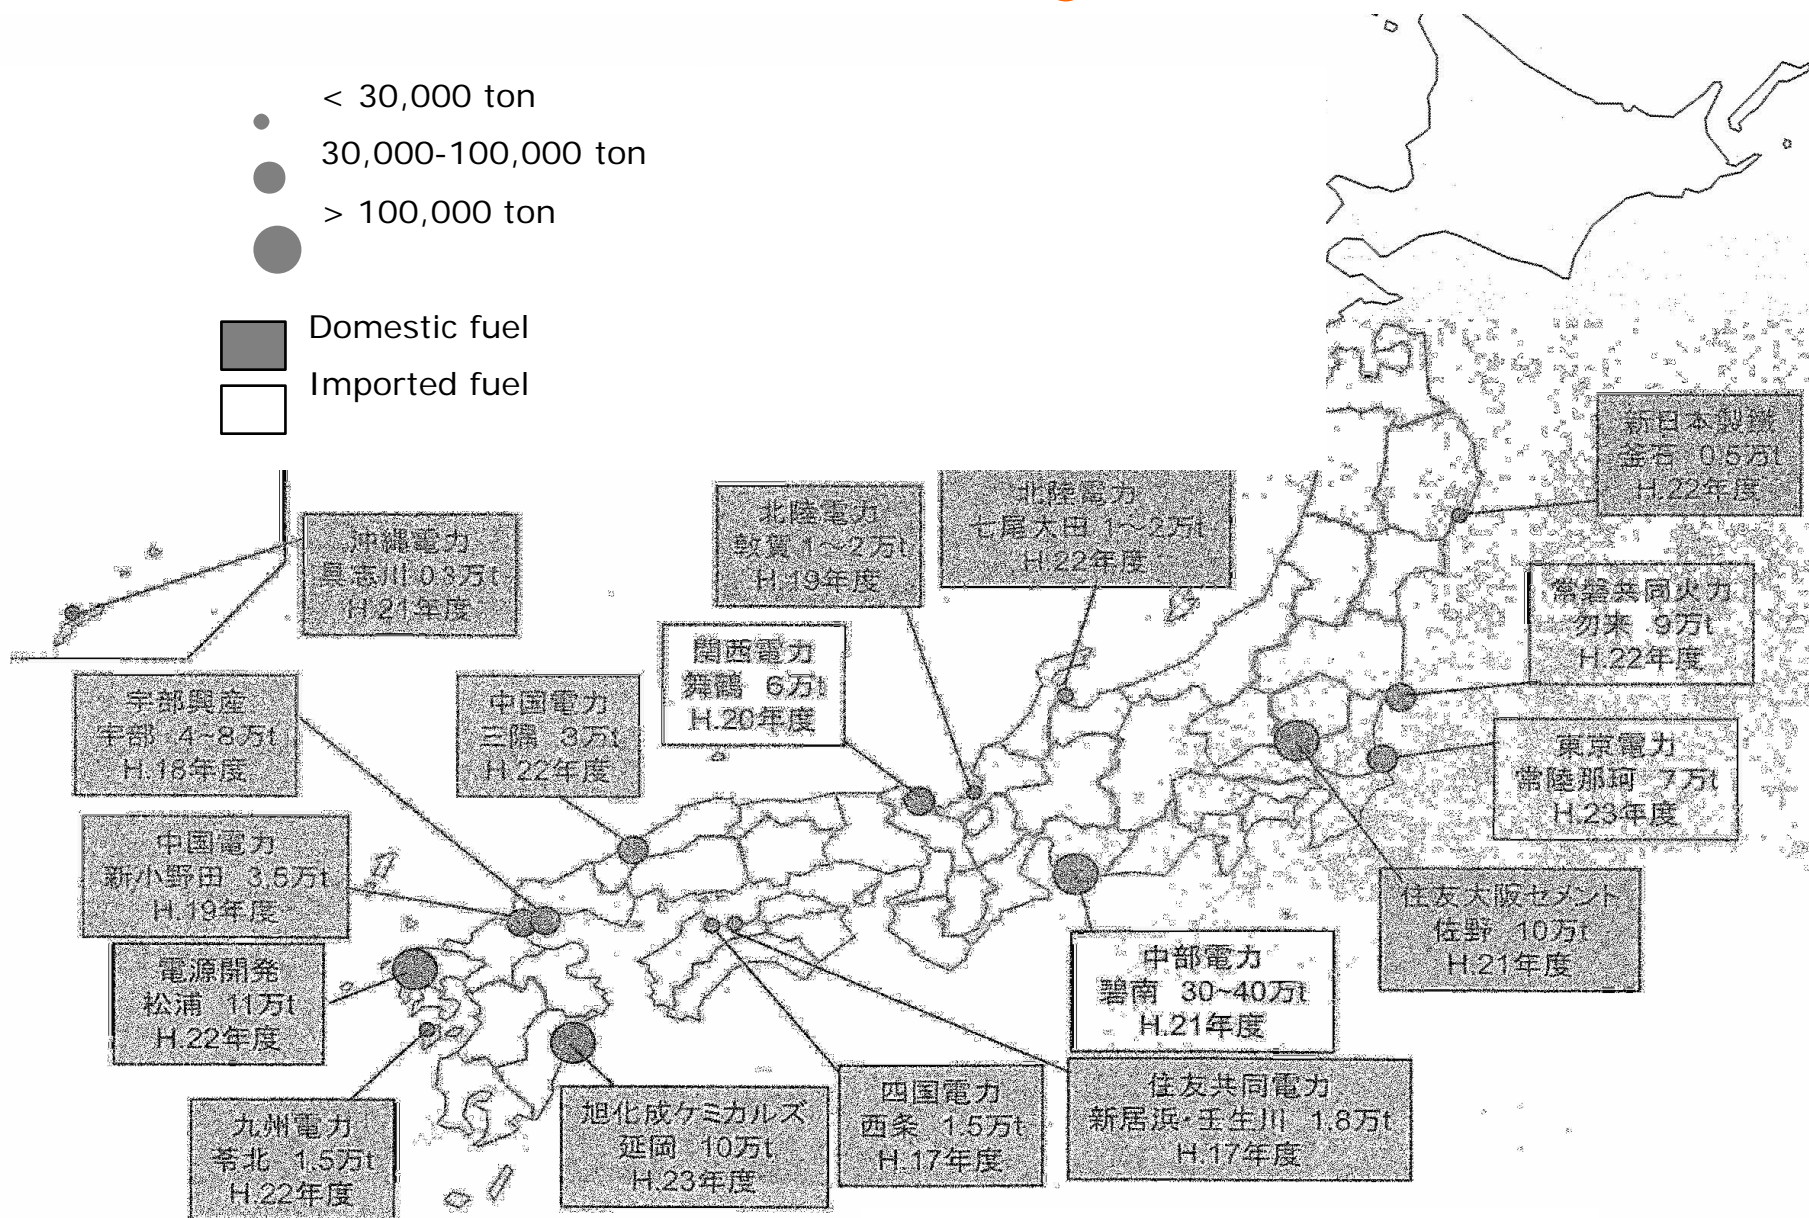 < 30,000 ton
30,000-100,000 ton
> 100,000 ton
Domestic fuel
Imported fuel
新日本製鐵
釜石 0.5万t
H.22年度
北陸電力
七尾大田 1～2万t
H.22年度
北陸電力
敦賀 1～2万t
H.19年度
沖縄電力
具志川 0.3万t
H.21年度
常磐共同火力
勿来 9万t
H.22年度
関西電力
舞鶴 6万t
H.20年度
宇部興産
宇部 4~8万t
H.18年度
中国電力
三隅 3万t
H.22年度
東京電力
常陸那珂 7万t
H.23年度
中国電力
新小野田 3.5万t
H.19年度
住友大阪セメント
佐野 10万t
H.21年度
電源開発
松浦 11万t
H.22年度
中部電力
碧南 30~40万t
H.21年度
九州電力
苓北 1.5万t
H.22年度
旭化成ケミカルズ
延岡 10万t
H.23年度
四国電力
西条 1.5万t
H.17年度
住友共同電力
新居浜・壬生川 1.8万t
H.17年度